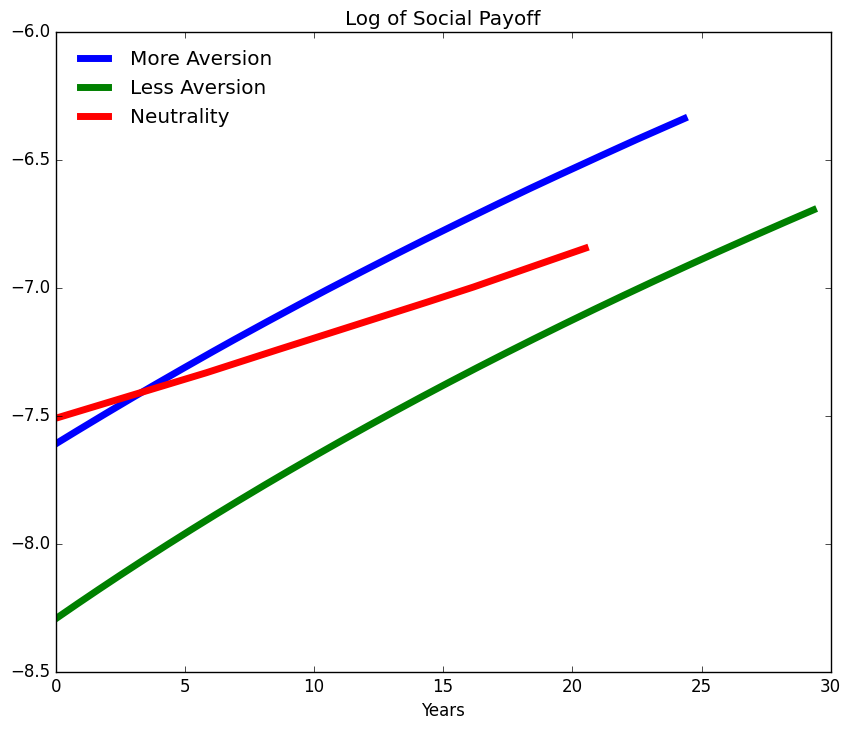 Log of Social Payoff
−6.0
−6.5
−7.0
−7.5
−8.0
−8.5
More Aversion
Less Aversion
Neutrality
0 5 10 15 20 25 30
Years